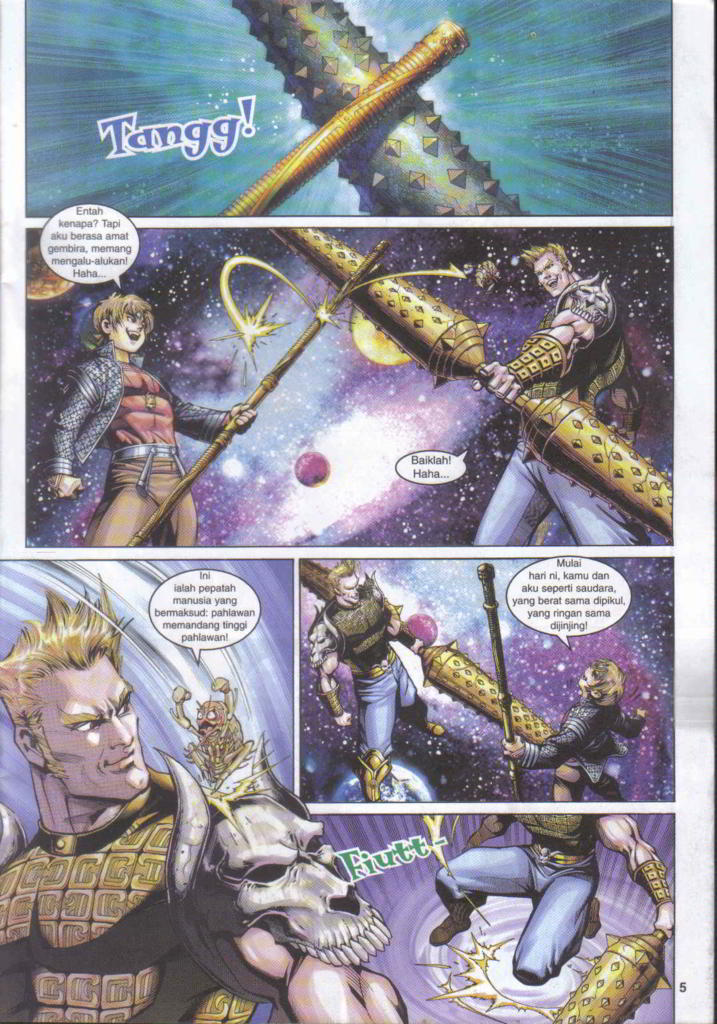 Tangg!
Entah
kenapa? Tapi
aku berasa amat
gembira, memang
mengalu-alukan!
Haha...
Baiklah!
Haha...
Ini
ialah pepatah
manusia yang
bermaksud: pahlawan
memandang tinggi
pahlawan!
Mulai
hari ni, kamu dan
aku seperti saudara,
yang berat sama dipikul,
yang ringan sama
dijinjing!
Fiutt-
5